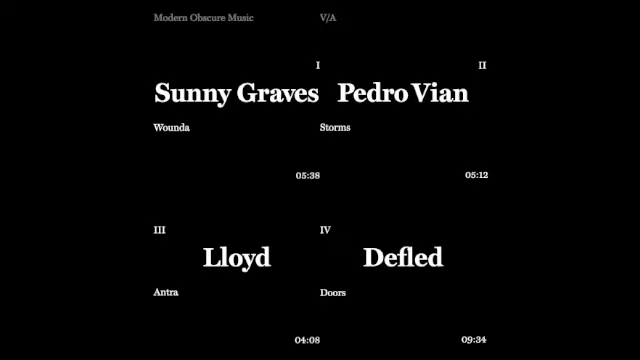 Modern Obscure Music
V/A
I
Sunny Graves
Wounda
05:38
II
Pedro Vian
Storms
05:12
III
Lloyd
Antra
04:08
IV
Defled
Doors
09:34